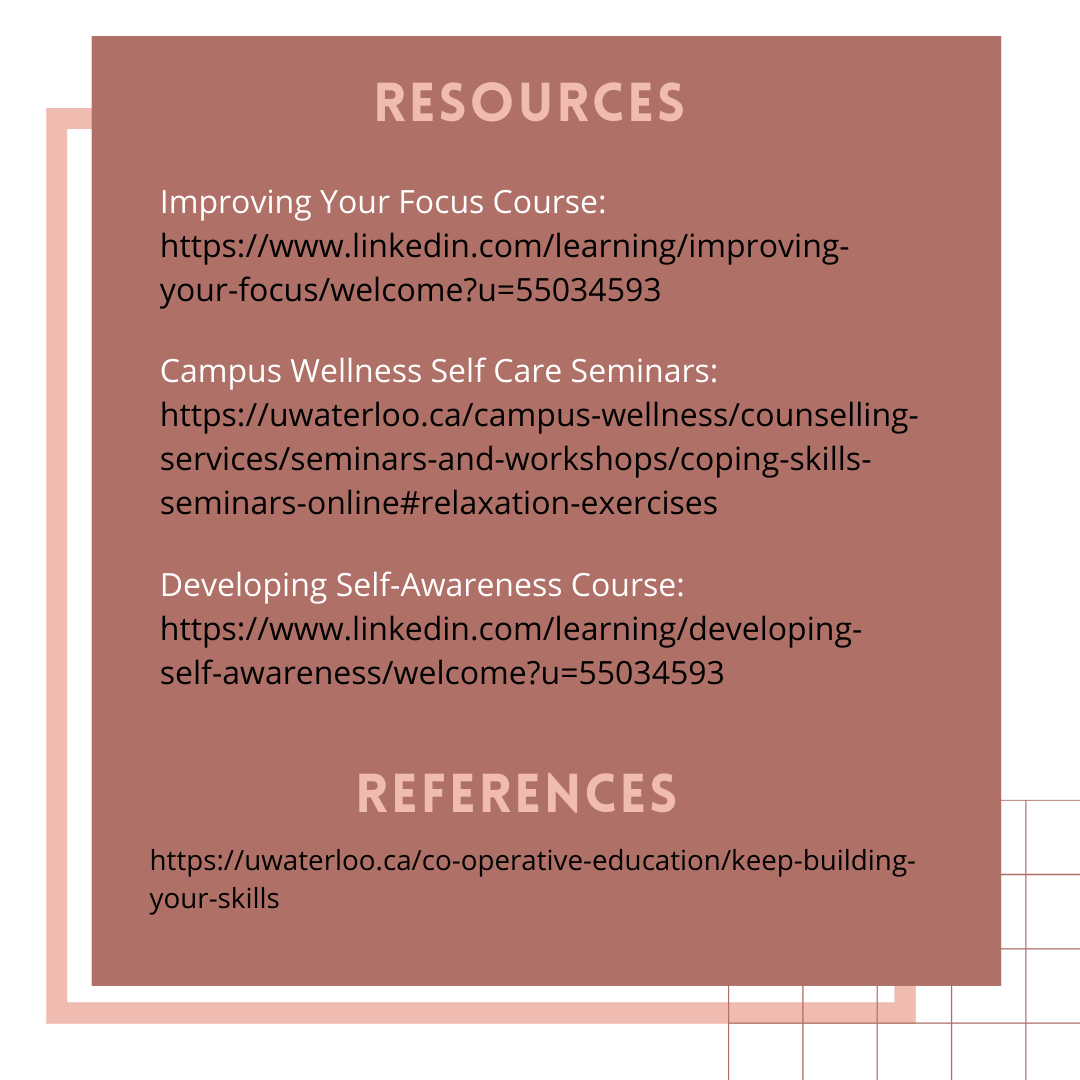 RESOURCES
Improving Your Focus Course:
https://www.linkedin.com/learning/improving-
your-focus/welcome?u=55034593
Campus Wellness Self Care Seminars:
https://uwaterloo.ca/campus-wellness/counselling-
services/seminars-and-workshops/coping-skills-
seminars-online#relaxation-exercises
Developing Self-Awareness Course:
https://www.linkedin.com/learning/developing-
self-awareness/welcome?u=55034593
REFERENCES
https://uwaterloo.ca/co-operative-education/keep-building-
your-skills